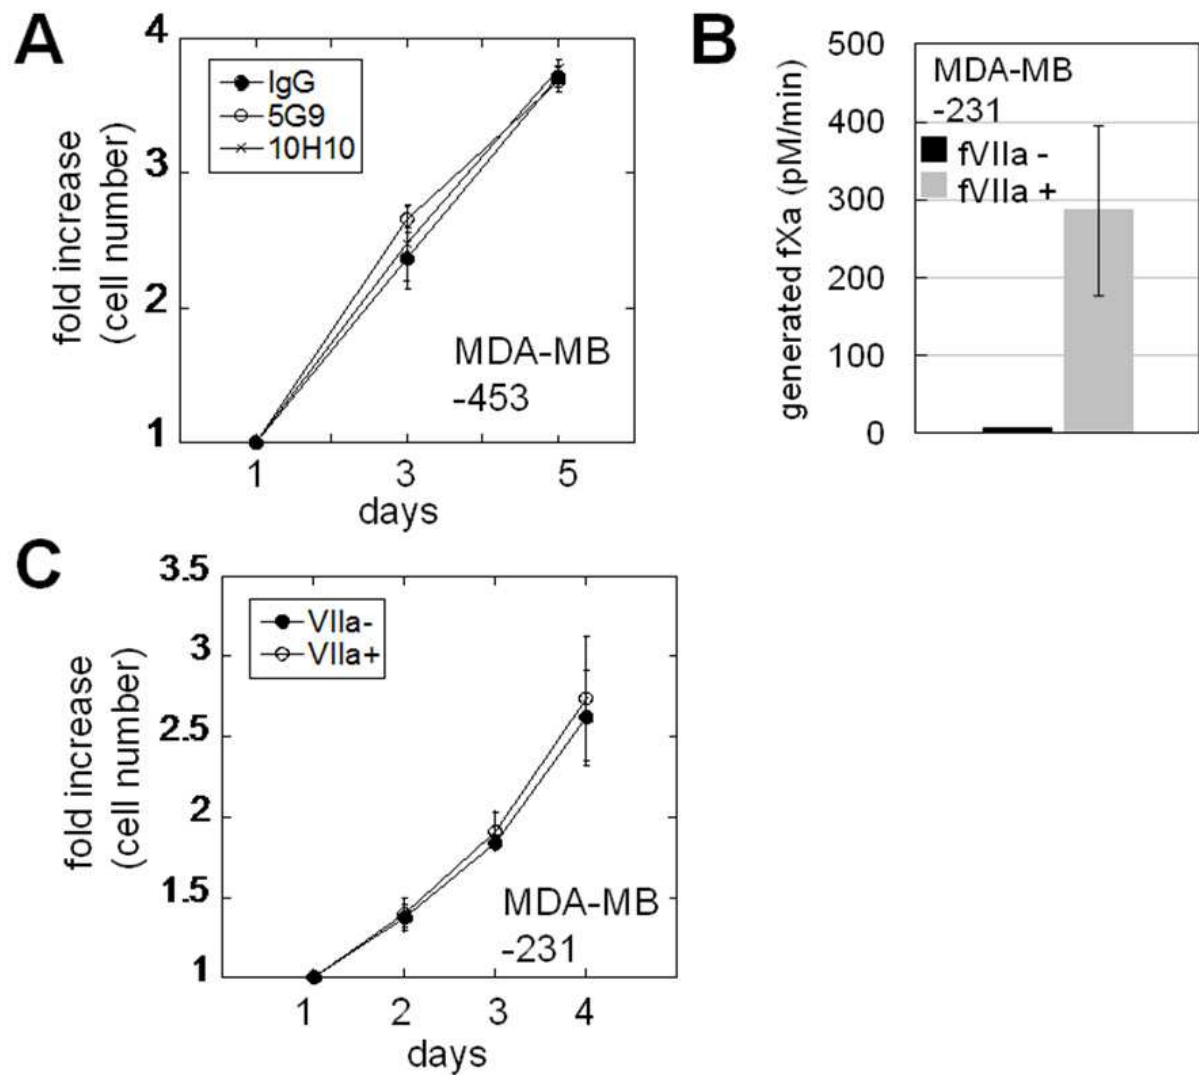 A
4
3
2
1
fold increase
(cell number)
IgG
5G9
10H10
MDA-MB
-453
1 3 5
days
B
500
400
300
200
100
0
generated fXa (pM/min)
MDA-MB
-231
fVIIa -
fVIIa +
C
3.5
3
2.5
2
1.5
1
fold increase
(cell number)
VIIa-
VIIa+
MDA-MB
-231
1 2 3 4
days